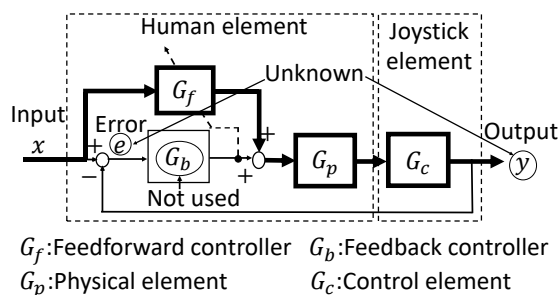 Human element
Joystick
element
Input
x
G_f
Unknown
Error
e
+
−
G_b
Not used
+
+
G_p
G_c
Output
y
G_f:Feedforward controller
G_b:Feedback controller
G_p:Physical element
G_c:Control element